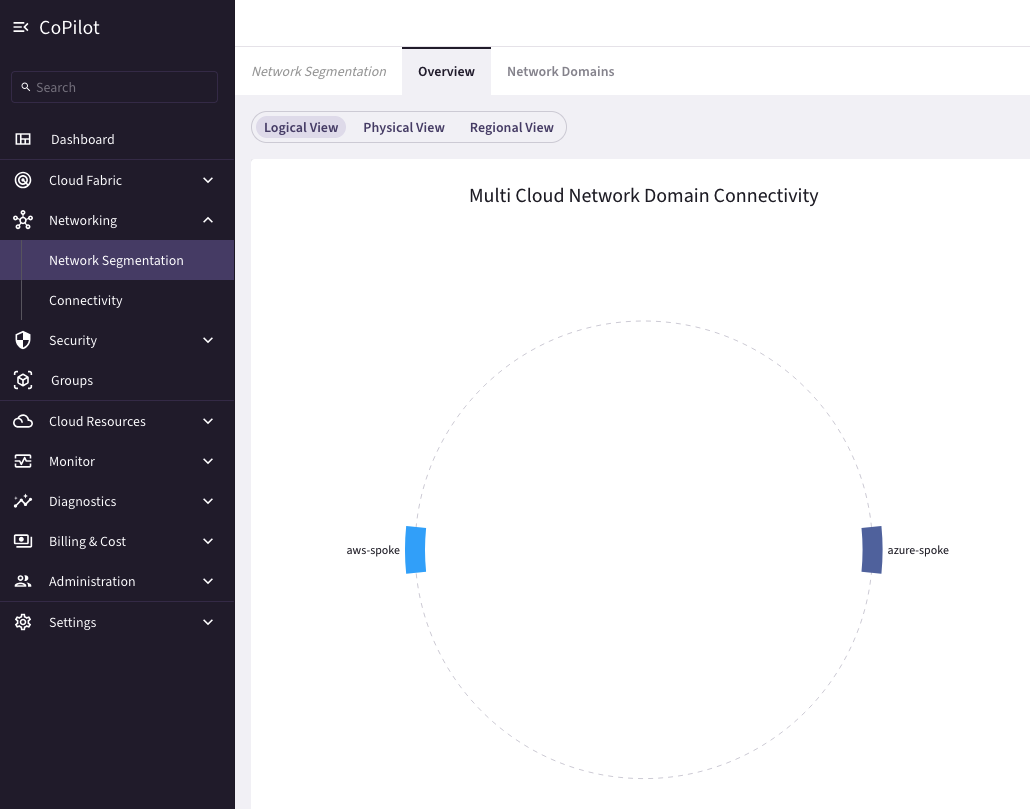 CoPilot
Search
Dashboard
Cloud Fabric
Networking
Network Segmentation
Connectivity
Security
Groups
Cloud Resources
Monitor
Diagnostics
Billing & Cost
Administration
Settings
Network Segmentation
Overview
Network Domains
Logical View
Physical View
Regional View
Multi Cloud Network Domain Connectivity
aws-spoke
azure-spoke